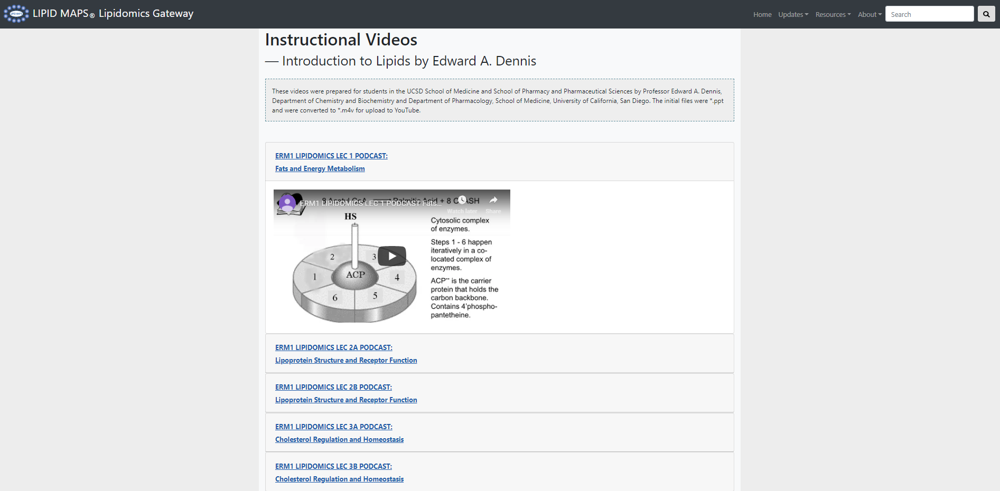 LIPID MAPS
LIPID MAPS® Lipidomics Gateway
Home Updates Resources About Search
Instructional Videos
— Introduction to Lipids by Edward A. Dennis
These videos were prepared for students in the UCSD School of Medicine and School of Pharmacy and Pharmaceutical Sciences by Professor Edward A. Dennis,
Department of Chemistry and Biochemistry and Department of Pharmacology, School of Medicine, University of California, San Diego. The initial files were *.ppt
and were converted to *.m4v for upload to YouTube.
ERM1 LIPIDOMICS LEC 1 PODCAST:
Fats and Energy Metabolism
8 Acetyl CoA Palmitic Acid + 8 CoASH
ERM1 LIPIDOMICS LEC 1 PODCAST Fats...
Watch later Share
HS
Cytosolic complex
of enzymes.
Steps 1 - 6 happen
iteratively in a co-
located complex of
enzymes.
ACP** is the carrier
protein that holds the
carbon backbone.
Contains 4'phospho-
pantetheine.
2 3
1 ACP 4
6 5
ERM1 LIPIDOMICS LEC 2A PODCAST:
Lipoprotein Structure and Receptor Function
ERM1 LIPIDOMICS LEC 2B PODCAST:
Lipoprotein Structure and Receptor Function
ERM1 LIPIDOMICS LEC 3A PODCAST:
Cholesterol Regulation and Homeostasis
ERM1 LIPIDOMICS LEC 3B PODCAST:
Cholesterol Regulation and Homeostasis